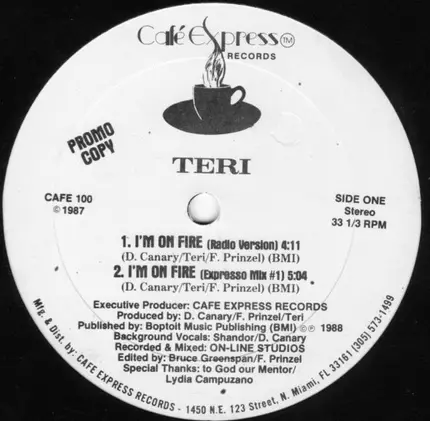 Café Express TM
RECORDS
PROMO
COPY
TERI
CAFE 100
©1987
SIDE ONE
Stereo
33 1/3 RPM
1. I'M ON FIRE (Radio Version) 4:11
(D. Canary/Teri/F. Prinzel) (BMI)
2. I'M ON FIRE (Expresso Mix #1) 5:04
(D. Canary/Teri/F. Prinzel) (BMI)
Executive Producer: CAFE EXPRESS RECORDS
Produced by: D. Canary/F. Prinzel/Teri
Published by: Boptoit Music Publishing (BMI) ©℗ 1988
Background Vocals: Shandor/D. Canary
Recorded & Mixed: ON-LINE STUDIOS
Edited by: Bruce Greenspan/F. Prinzel
Special Thanks: to God our Mentor/
Lydia Campuzano
Mfg. & Dist. by: CAFE EXPRESS RECORDS - 1450 N.E. 123 Street, N. Miami, FL 33161 (305) 573-1499